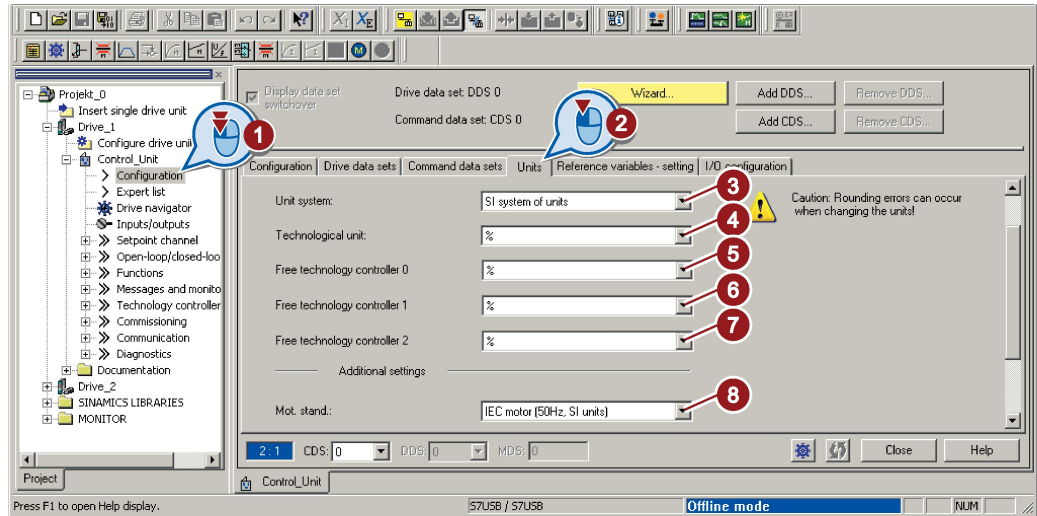 Projekt_0
Insert single drive unit
Drive_1
Configure drive uni
Control_Unit
Configuration
Expert list
Drive navigator
Inputs/outputs
Setpoint channel
Open-loop/closed-loo
Functions
Messages and monito
Technology controller
Commissioning
Communication
Diagnostics
Documentation
Drive_2
SINAMICS LIBRARIES
MONITOR
Project
1
Display data set switchover
Drive data set: DDS 0
Wizard...
Add DDS...
Remove DDS...
Command data set: CDS 0
2
Add CDS...
Remove CDS...
Configuration
Drive data sets
Command data sets
Units
Reference variables - setting
I/O configuration
Unit system:
SI system of units
3
Caution: Rounding errors can occur
when changing the units!
Technological unit:
%
4
Free technology controller 0
%
5
Free technology controller 1
%
6
Free technology controller 2
%
7
Additional settings
Mot. stand.:
IEC motor (50Hz, SI units)
8
2:1
CDS: 0
DDS: 0
MDS: 0
Close
Help
Control_Unit
Press F1 to open Help display.
S7USB / S7USB
Offline mode
NUM